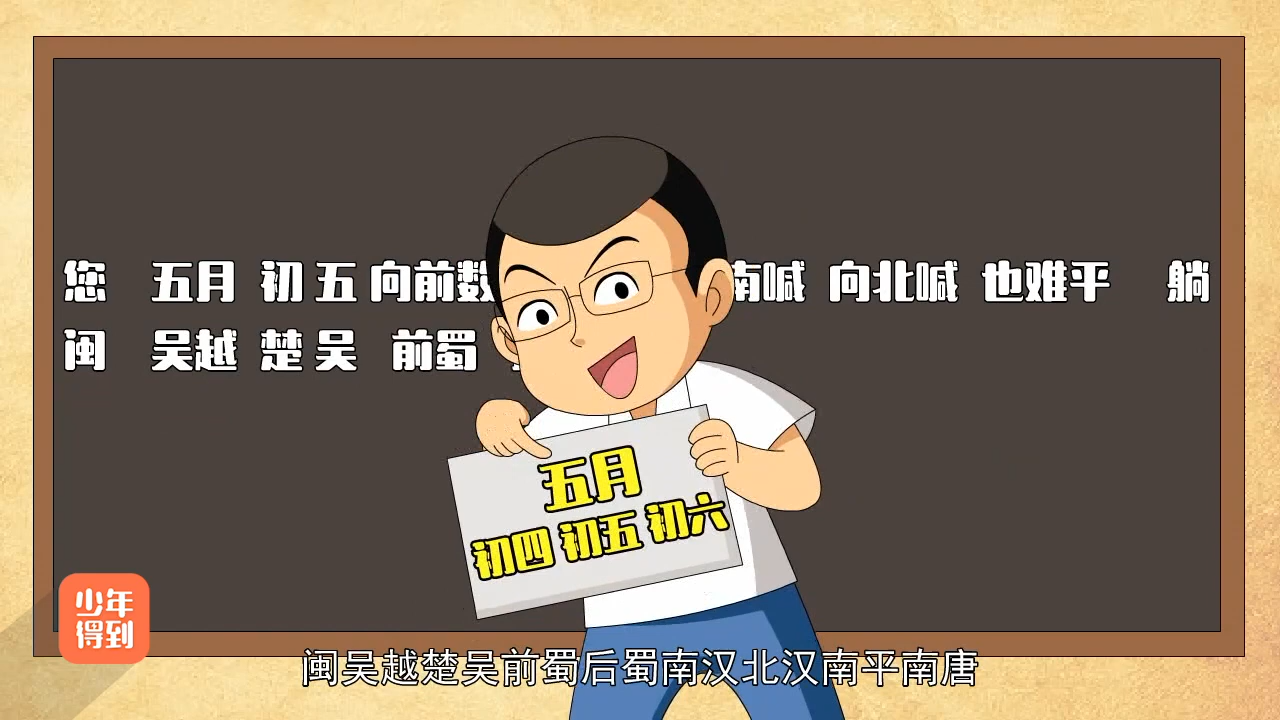 您 五月 初五 向前数 南喊 向北喊 也难平 躺
闽 吴越 楚吴 前蜀
五月
初四 初五 初六
少年
得到
闽吴越楚吴前蜀后蜀南汉北汉南平南唐